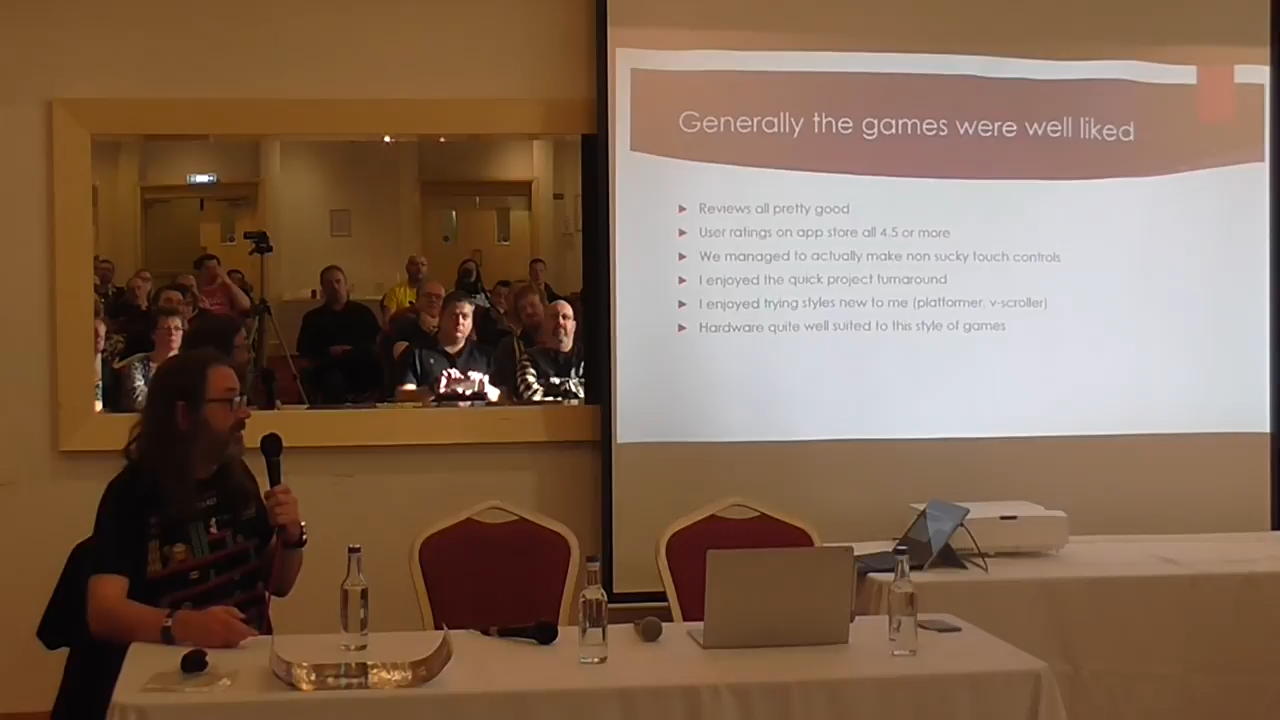 Generally the games were well liked
Reviews all pretty good
User ratings on app store all 4.5 or more
We managed to actually make non sucky touch controls
I enjoyed the quick project turnaround
I enjoyed trying styles new to me (platformer, v-scroller)
Hardware quite well suited to this style of games